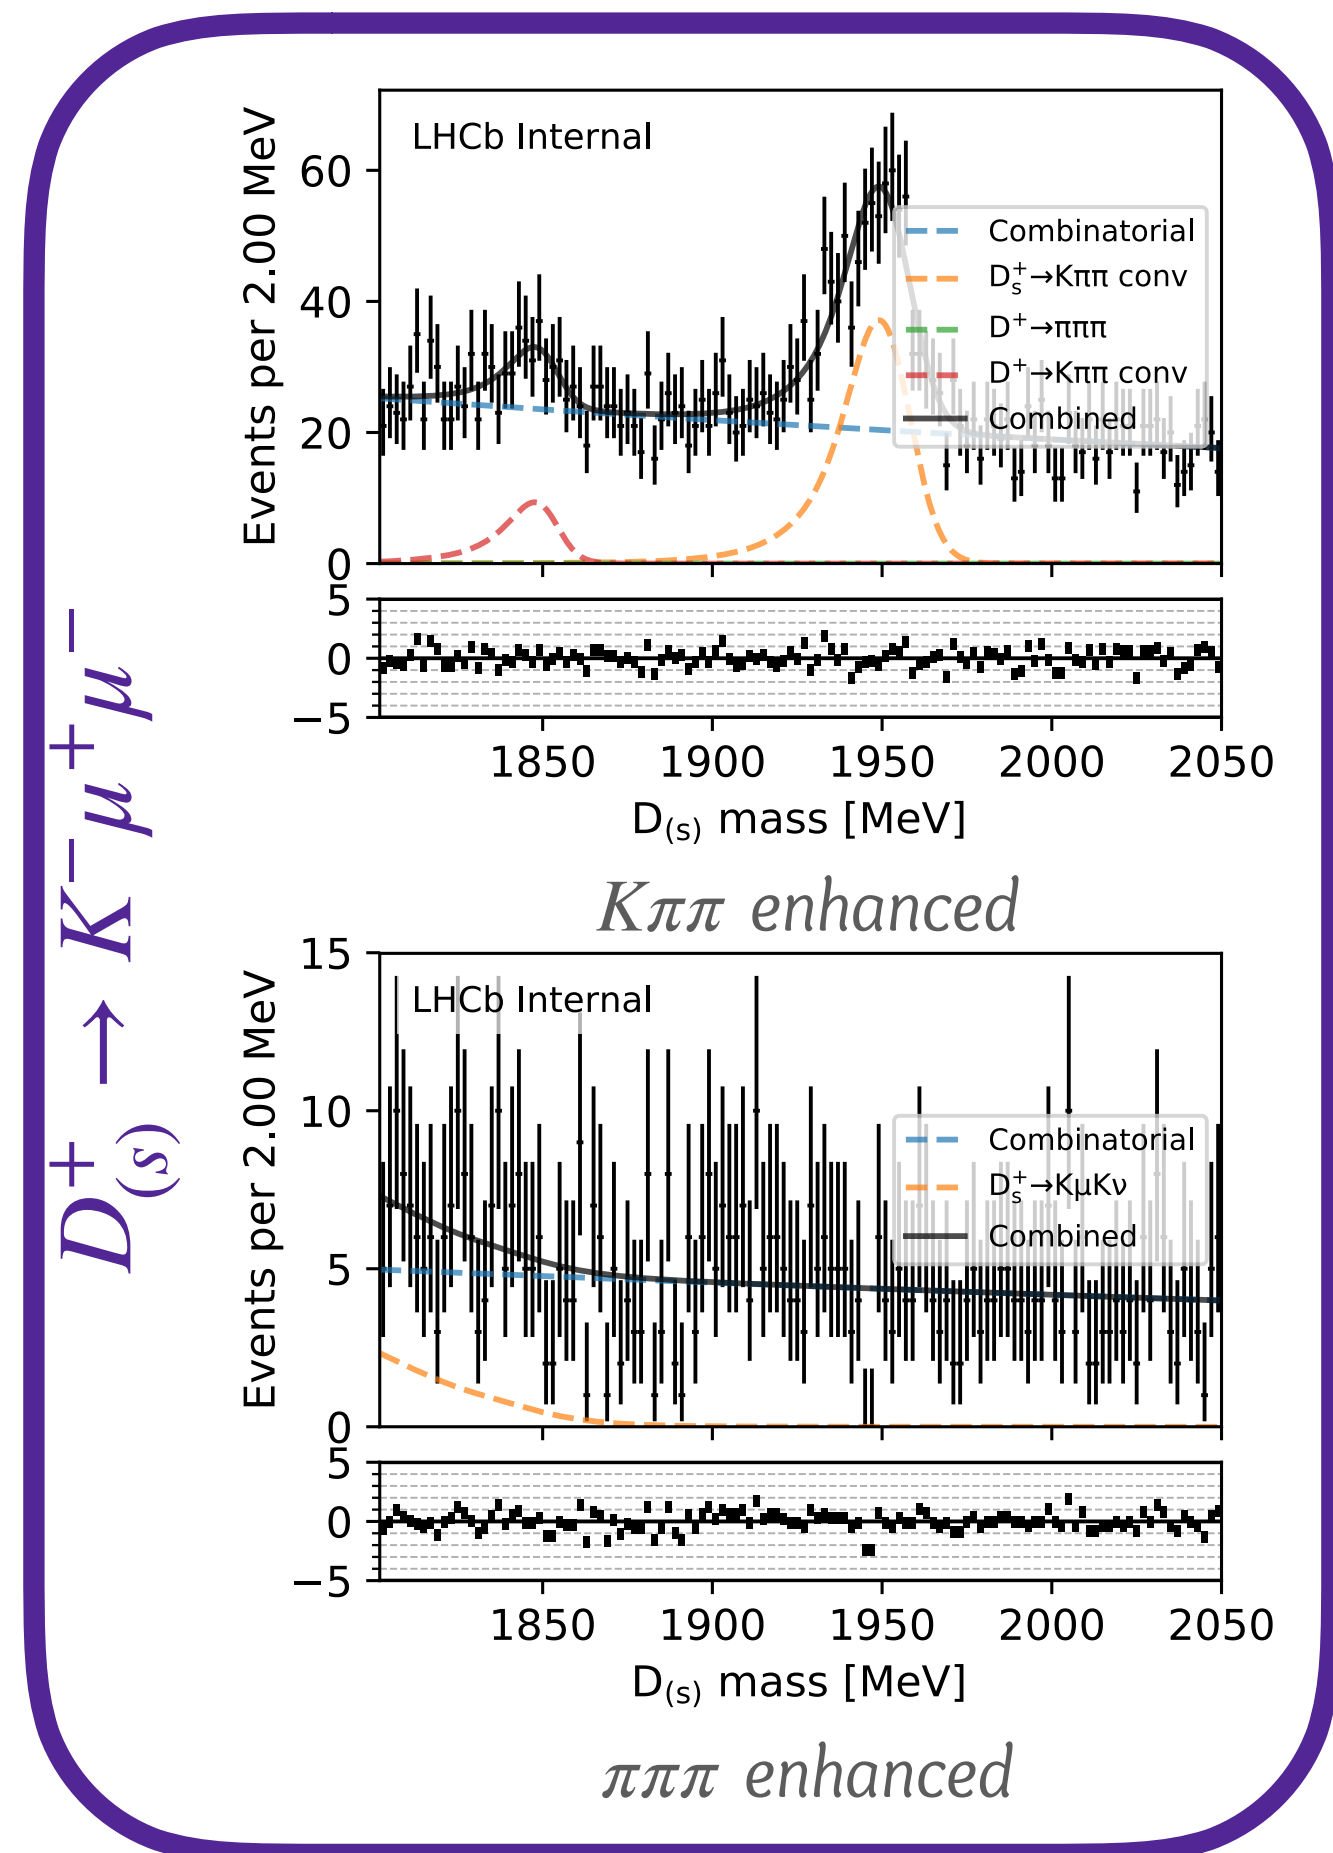 D⁺₍ₛ₎ → K⁻μ⁺μ⁻
LHCb Internal
Events per 2.00 MeV
60
40
20
0
Combinatorial
Dₛ⁺→Kππ conv
D⁺→πππ
D⁺→Kππ conv
Combined
5
0
−5
1850 1900 1950 2000 2050
D₍ₛ₎ mass [MeV]
Kππ enhanced
LHCb Internal
Events per 2.00 MeV
15
10
5
0
Combinatorial
Dₛ⁺→KμKν
Combined
5
0
−5
1850 1900 1950 2000 2050
D₍ₛ₎ mass [MeV]
πππ enhanced